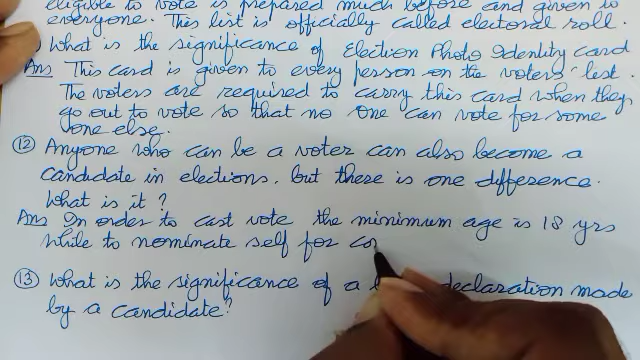 eligible to vote is prepared much before and given to
everyone. This list is officially called electoral roll.
) What is the significance of Election Photo Identity card
Ans This card is given to every person on the voters' list.
The voters are required to carry this card when they
go out to vote so that no one can vote for some
one else.
(12) Anyone who can be a voter can also become a
candidate in elections. but there is one difference.
What is it?
Ans In order to cast vote the minimum age is 18 yrs
while to nominate self for co
(13) What is the significance of a declaration made
by a candidate?